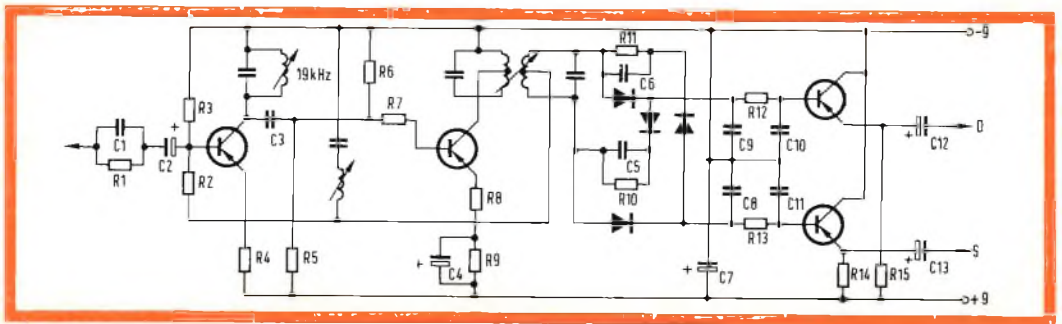 R11
-9
19kHz
R6
C6
R3
R7
R12
C1
C2
+
C3
C9
C10
+
C12
D
R1
C5
R2
R8
R10
C8
C11
R13
R4
R5
+
C4
R9
+
C7
+
C13
S
R14
R15
+9